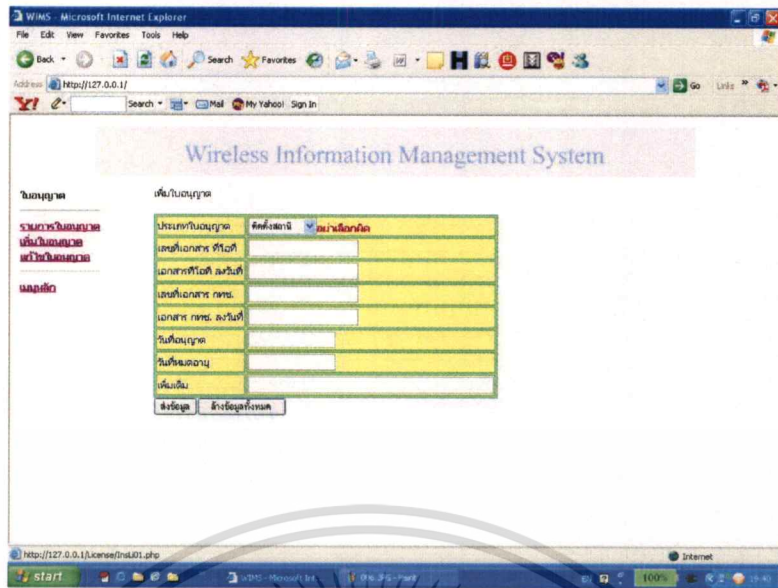 WIMS - Microsoft Internet Explorer
File Edit View Favorites Tools Help
Back Search Favorites
Address http://127.0.0.1/ Go Links
Y! Search Mail My Yahoo! Sign In
Wireless Information Management System
ใบอนุญาต
รายการใบอนุญาต
เพิ่มใบอนุญาต
แก้ไขใบอนุญาต
เมนูหลัก
เพิ่มใบอนุญาต
ประเภทใบอนุญาต ติดตั้งสถานี อย่าเลือกผิด
เลขที่เอกสาร ทีโอที
เอกสารทีโอที ลงวันที่
เลขที่เอกสาร กทช.
เอกสาร กทช. ลงวันที่
วันที่อนุญาต
วันที่หมดอายุ
เพิ่มเติม
ส่งข้อมูล ล้างข้อมูลทั้งหมด
http://127.0.0.1/License/InsLi01.php Internet
start WIMS - Microsoft Int... 100%